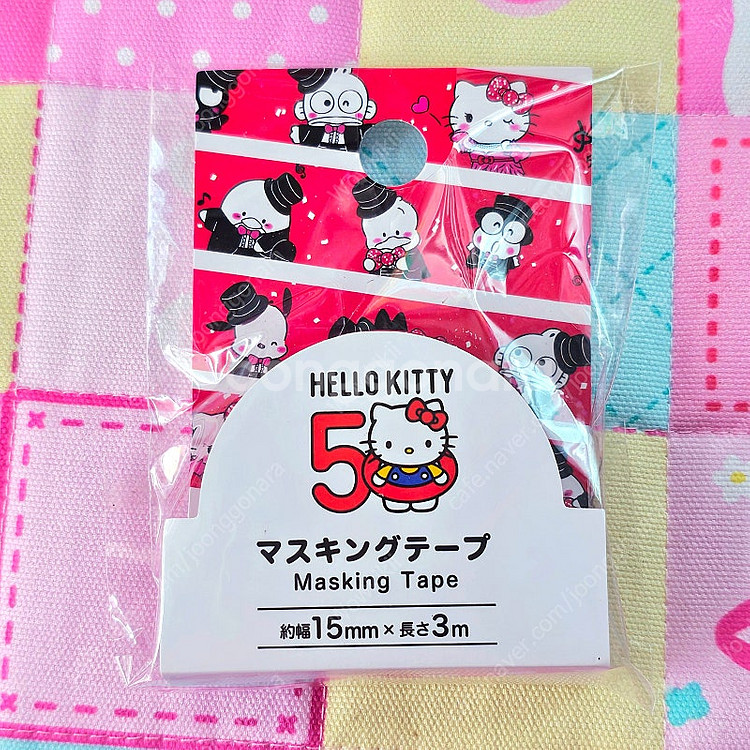 HELLO KITTY
50
マスキングテープ
Masking Tape
約幅15mm×長さ3m